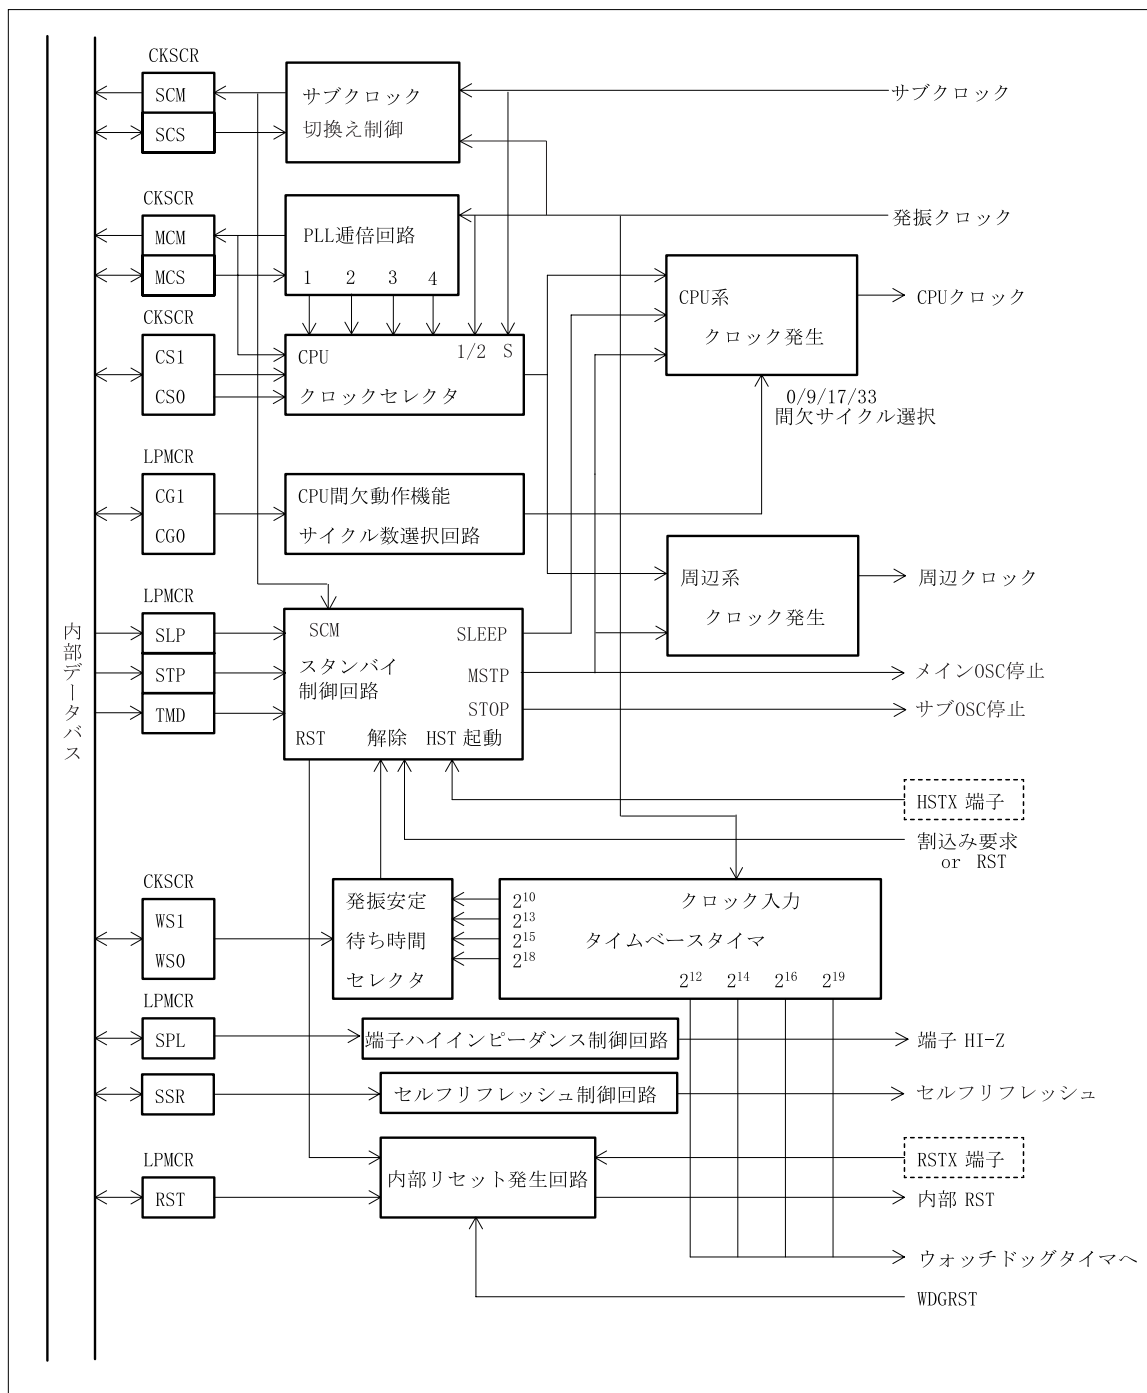 CKSCR
SCM
SCS
サブクロック
切換え制御
サブクロック
CKSCR
MCM
MCS
PLL逓倍回路
1 2 3 4
発振クロック
CKSCR
CS1
CS0
CPU
1/2 S
クロックセレクタ
CPU系
クロック発生
CPUクロック
0/9/17/33
間欠サイクル選択
LPMCR
CG1
CG0
CPU間欠動作機能
サイクル数選択回路
周辺系
クロック発生
周辺クロック
LPMCR
SLP
STP
TMD
SCM
スタンバイ
制御回路
SLEEP
MSTP
STOP
RST 解除 HST 起動
メインOSC停止
サブOSC停止
内部データバス
HSTX 端子
割込み要求
or RST
CKSCR
WS1
WS0
発振安定
待ち時間
セレクタ
2¹⁰
2¹³
2¹⁵
2¹⁸
クロック入力
タイムベースタイマ
2¹² 2¹⁴ 2¹⁶ 2¹⁹
LPMCR
SPL
端子ハイインピーダンス制御回路
端子 HI-Z
SSR
セルフリフレッシュ制御回路
セルフリフレッシュ
LPMCR
RST
内部リセット発生回路
RSTX 端子
内部 RST
ウォッチドッグタイマへ
WDGRST